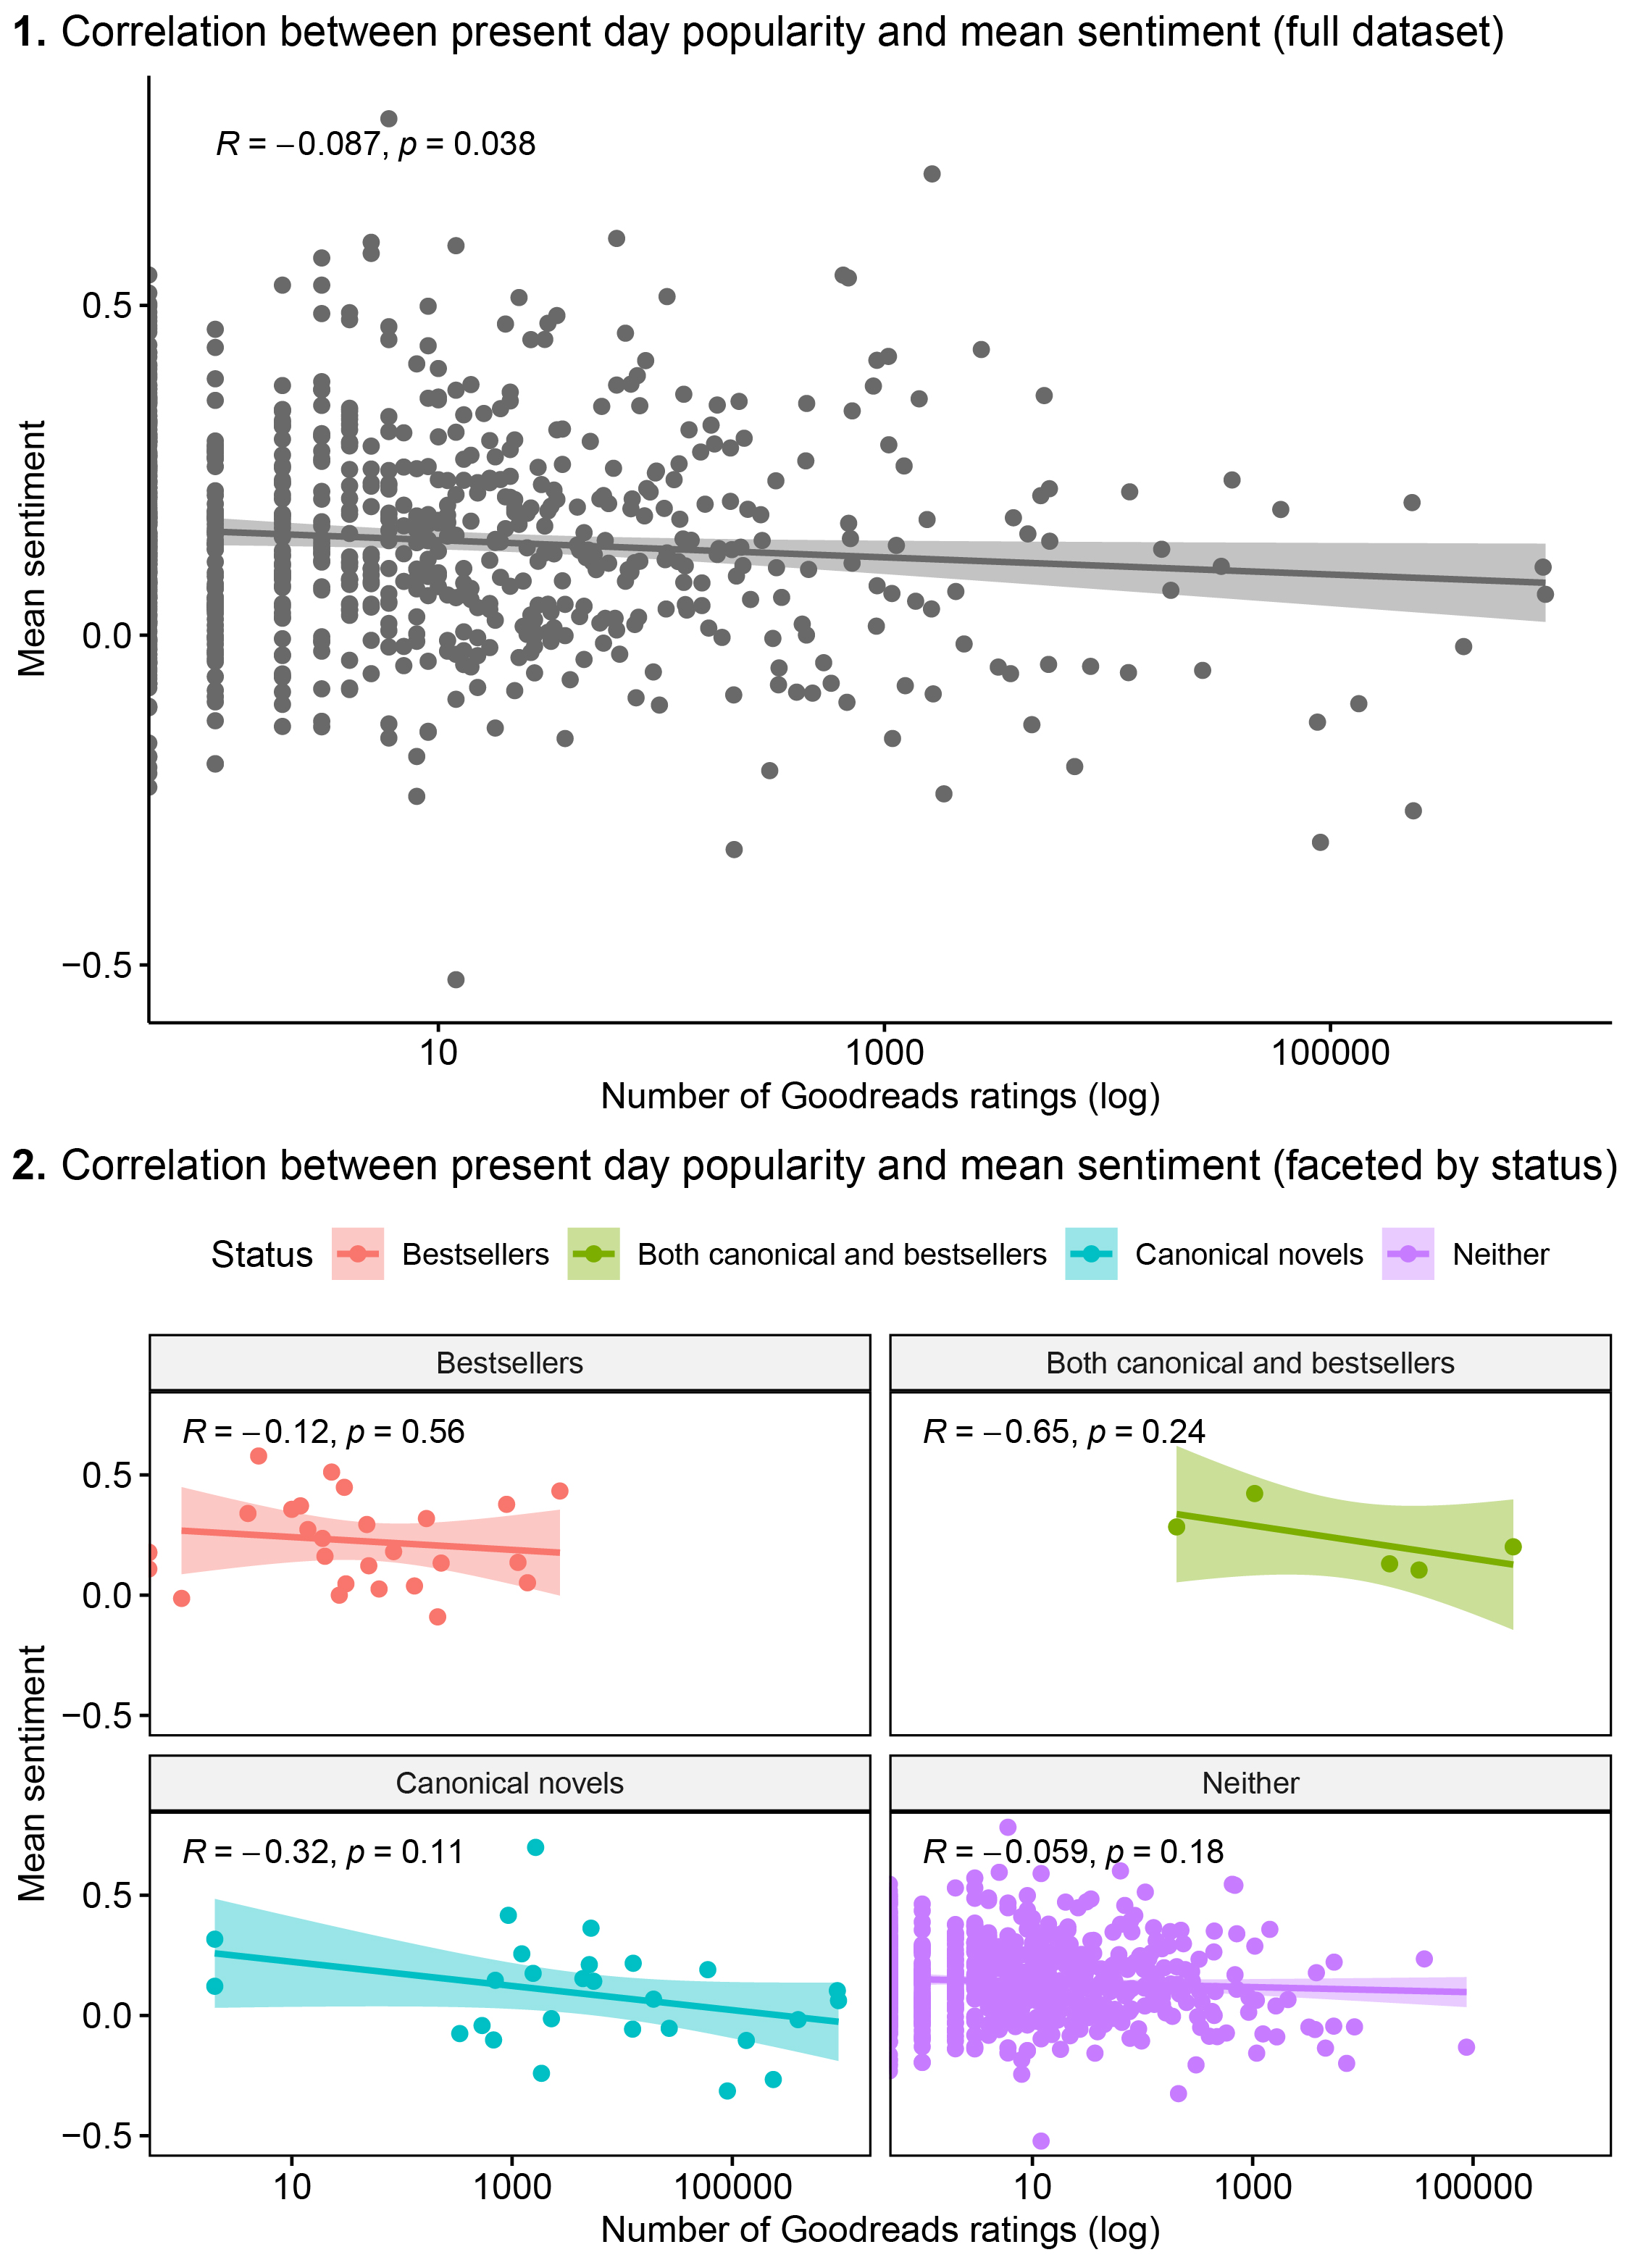 1. Correlation between present day popularity and mean sentiment (full dataset)
R = −0.087, p = 0.038
Mean sentiment
0.5
0.0
−0.5
10 1000 100000
Number of Goodreads ratings (log)
2. Correlation between present day popularity and mean sentiment (faceted by status)
Status Bestsellers Both canonical and bestsellers Canonical novels Neither
Bestsellers Both canonical and bestsellers
R = −0.12, p = 0.56 R = −0.65, p = 0.24
0.5
0.0
−0.5
Mean sentiment
Canonical novels Neither
R = −0.32, p = 0.11 R = −0.059, p = 0.18
0.5
0.0
−0.5
10 1000 100000 10 1000 100000
Number of Goodreads ratings (log)